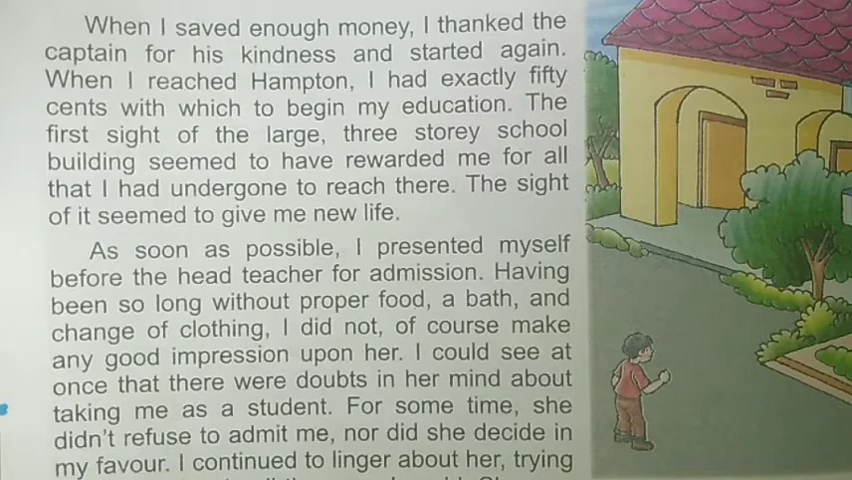 When I saved enough money, I thanked the
captain for his kindness and started again.
When I reached Hampton, I had exactly fifty
cents with which to begin my education. The
first sight of the large, three storey school
building seemed to have rewarded me for all
that I had undergone to reach there. The sight
of it seemed to give me new life.
As soon as possible, I presented myself
before the head teacher for admission. Having
been so long without proper food, a bath, and
change of clothing, I did not, of course make
any good impression upon her. I could see at
once that there were doubts in her mind about
taking me as a student. For some time, she
didn't refuse to admit me, nor did she decide in
my favour. I continued to linger about her, trying